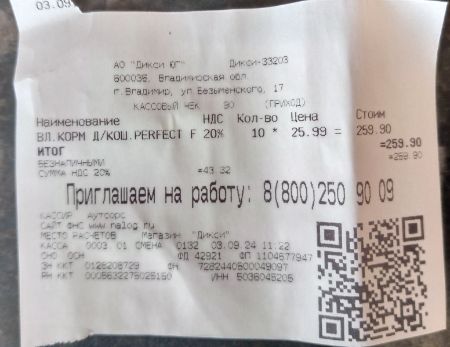 03.09
АО "Дикси ЮГ" Дикси-33203
600036, Владимирская обл.
г. Владимир, ул. Безыменского, 17
КАССОВЫЙ ЧЕК 90 (ПРИХОД)
Наименование НДС Кол-во Цена Стоим
ВЛ.КОРМ Д/КОШ.PERFECT F 20% 10 * 25.99 = 259.90
ИТОГ =259.90
БЕЗНАЛИЧНЫМИ =259.90
СУММА НДС 20% =43.32
Приглашаем на работу: 8(800)250 90 09
КАССИР Аутсорс
САЙТ ФНС www.nalog.ru
МЕСТО РАСЧЕТОВ Магазин "Дикси"
КАССА 0003 01 СМЕНА 0132 03.09.24 11:22
СНО ОСН ФД 42921 ФП 1104677947
ЗН ККТ 0128208729 ФН 7282440800049097
РН ККТ 0005632275025150 ИНН 5036045205